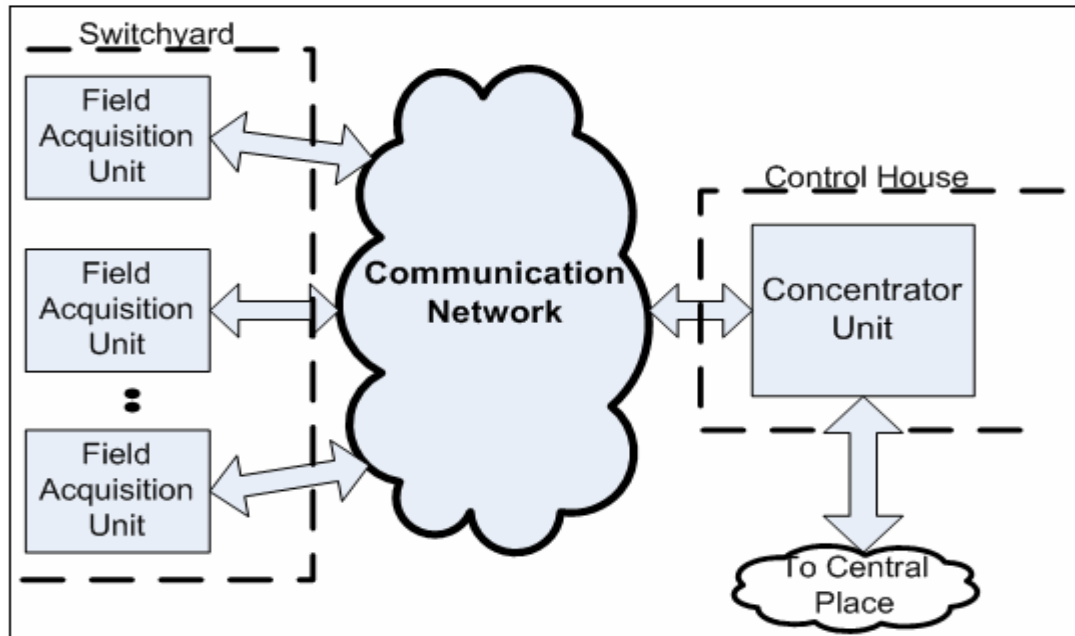 Switchyard
Field
Acquisition
Unit
Field
Acquisition
Unit
Field
Acquisition
Unit
Communication
Network
Control House
Concentrator
Unit
To Central
Place